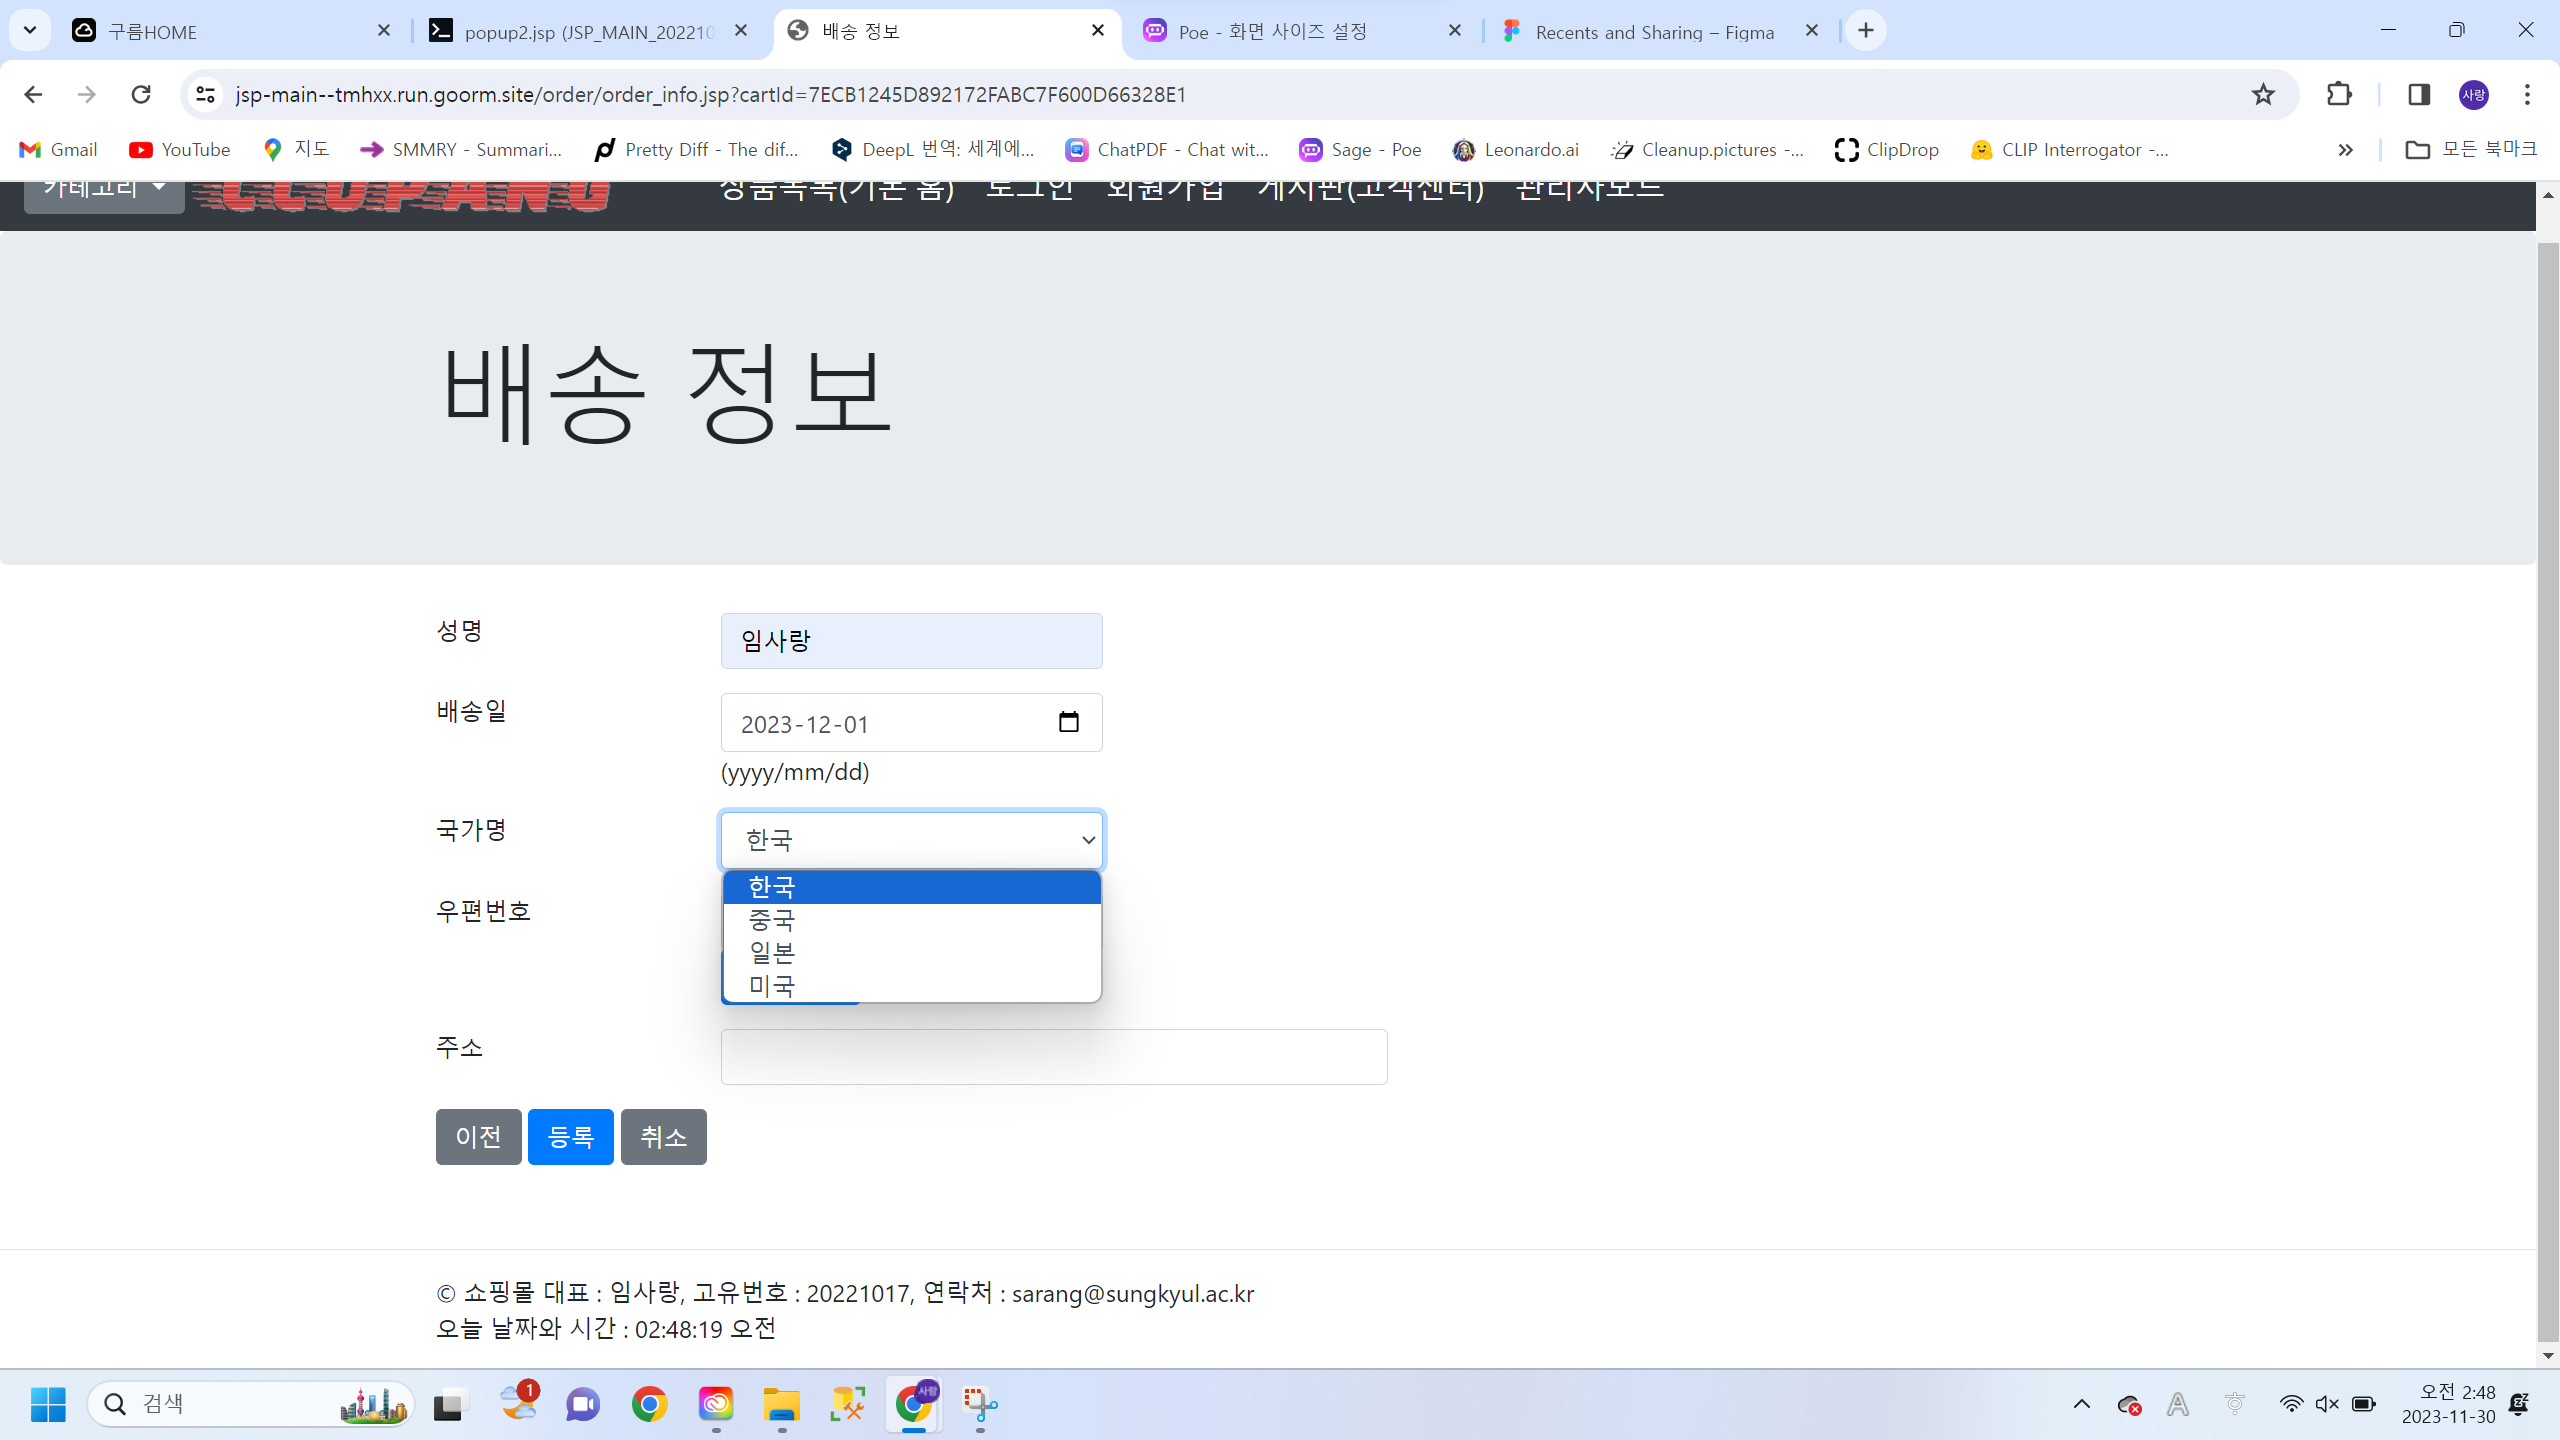 구름HOME
popup2.jsp (JSP_MAIN_202210
배송 정보
Poe - 화면 사이즈 설정
Recents and Sharing – Figma
jsp-main--tmhxx.run.goorm.site/order/order_info.jsp?cartId=7ECB1245D892172FABC7F600D66328E1
사랑
Gmail
YouTube
지도
SMMRY - Summari...
Pretty Diff - The dif...
DeepL 번역: 세계에...
ChatPDF - Chat wit...
Sage - Poe
Leonardo.ai
Cleanup.pictures -...
ClipDrop
CLIP Interrogator -...
모든 북마크
카테고리
상품목록(기본 홈)
로그인
회원가입
게시판(고객센터)
관리자모드
배송 정보
성명
임사랑
배송일
2023-12-01
(yyyy/mm/dd)
국가명
한국
한국
중국
일본
미국
우편번호
주소
이전
등록
취소
© 쇼핑몰 대표 : 임사랑, 고유번호 : 20221017, 연락처 : sarang@sungkyul.ac.kr
오늘 날짜와 시간 : 02:48:19 오전
검색
1
사랑
A
오전 2:48
2023-11-30